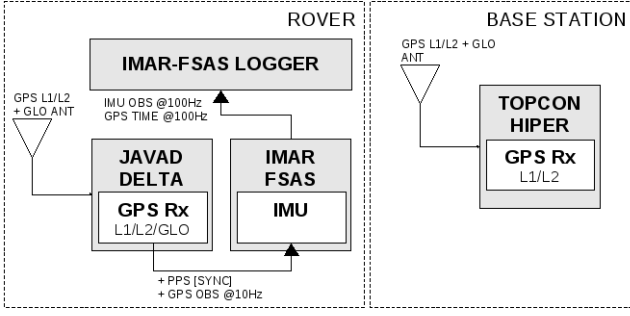 ROVER
IMAR-FSAS LOGGER
GPS L1/L2
+ GLO ANT
IMU OBS @100Hz
GPS TIME @100Hz
JAVAD
DELTA
GPS Rx
L1/L2/GLO
IMAR
FSAS
IMU
+ PPS [SYNC]
+ GPS OBS @10Hz
BASE STATION
GPS L1/L2 + GLO
ANT
TOPCON
HIPER
GPS Rx
L1/L2